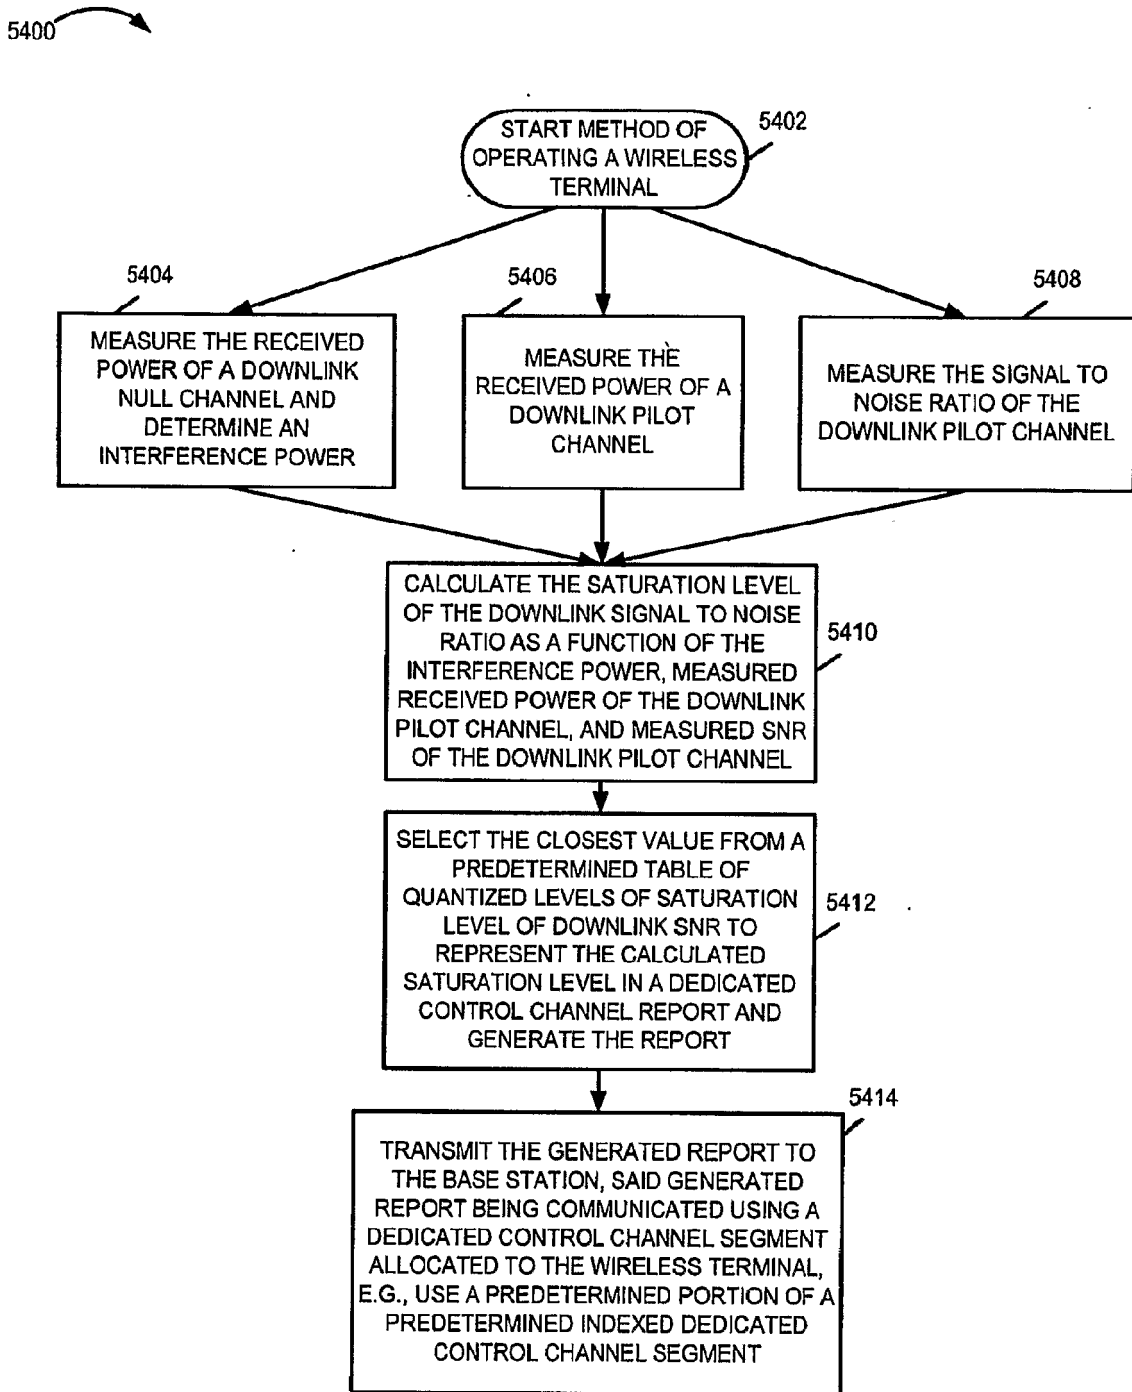 5400
START METHOD OF
OPERATING A WIRELESS
TERMINAL
5402
5404
MEASURE THE RECEIVED
POWER OF A DOWNLINK
NULL CHANNEL AND
DETERMINE AN
INTERFERENCE POWER
5406
MEASURE THE
RECEIVED POWER OF A
DOWNLINK PILOT
CHANNEL
5408
MEASURE THE SIGNAL TO
NOISE RATIO OF THE
DOWNLINK PILOT CHANNEL
CALCULATE THE SATURATION LEVEL
OF THE DOWNLINK SIGNAL TO NOISE
RATIO AS A FUNCTION OF THE
INTERFERENCE POWER, MEASURED
RECEIVED POWER OF THE DOWNLINK
PILOT CHANNEL, AND MEASURED SNR
OF THE DOWNLINK PILOT CHANNEL
5410
SELECT THE CLOSEST VALUE FROM A
PREDETERMINED TABLE OF
QUANTIZED LEVELS OF SATURATION
LEVEL OF DOWNLINK SNR TO
REPRESENT THE CALCULATED
SATURATION LEVEL IN A DEDICATED
CONTROL CHANNEL REPORT AND
GENERATE THE REPORT
5412
5414
TRANSMIT THE GENERATED REPORT TO
THE BASE STATION, SAID GENERATED
REPORT BEING COMMUNICATED USING A
DEDICATED CONTROL CHANNEL SEGMENT
ALLOCATED TO THE WIRELESS TERMINAL,
E.G., USE A PREDETERMINED PORTION OF A
PREDETERMINED INDEXED DEDICATED
CONTROL CHANNEL SEGMENT